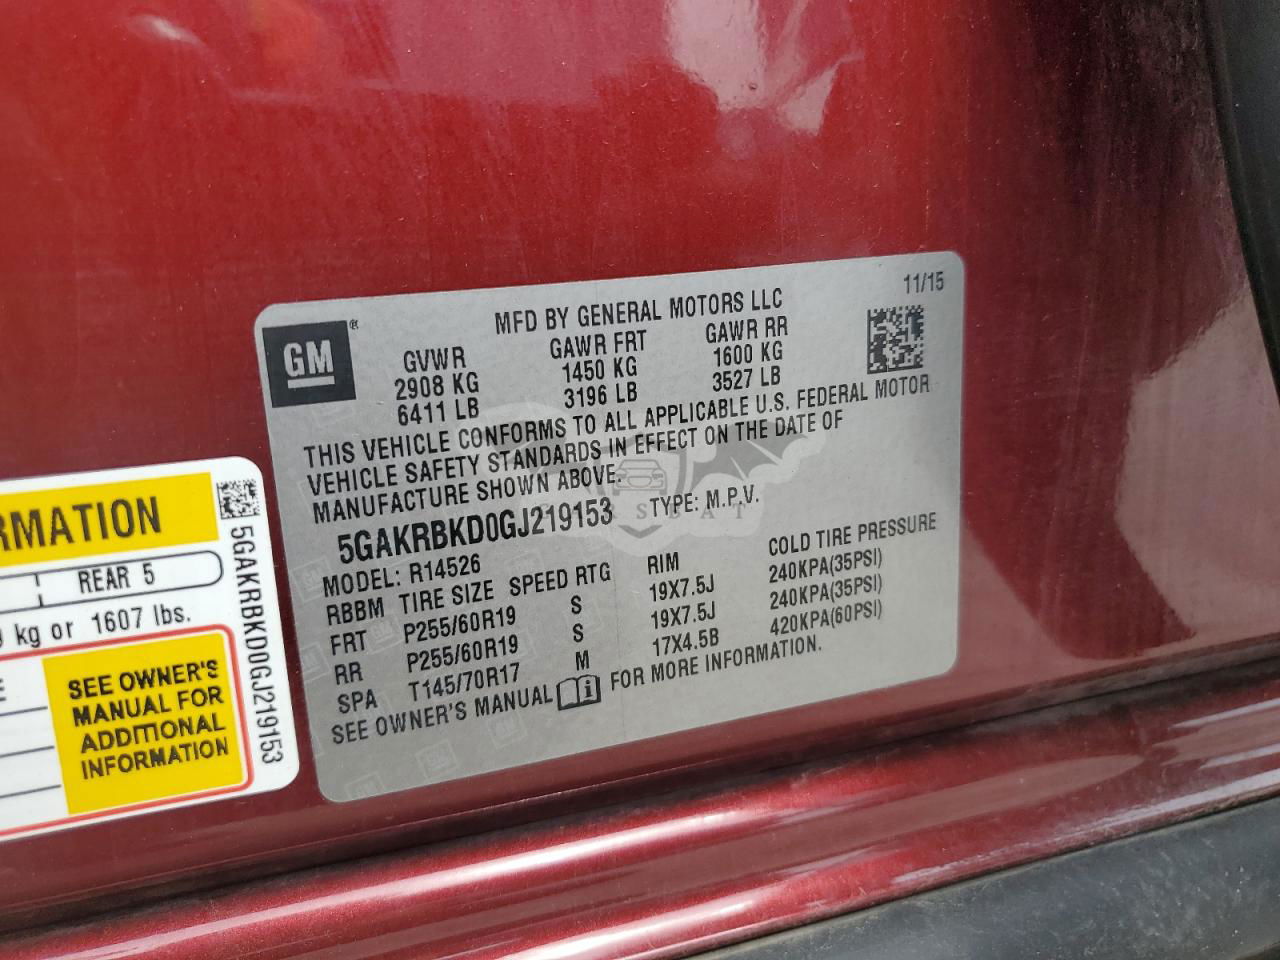 11/15
GM ®
MFD BY GENERAL MOTORS LLC
GVWR GAWR FRT GAWR RR
2908 KG 1450 KG 1600 KG
6411 LB 3196 LB 3527 LB
THIS VEHICLE CONFORMS TO ALL APPLICABLE U.S. FEDERAL MOTOR
VEHICLE SAFETY STANDARDS IN EFFECT ON THE DATE OF
MANUFACTURE SHOWN ABOVE.
5GAKRBKD0GJ219153 TYPE: M.P.V.
MODEL: R14526
RBBM TIRE SIZE SPEED RTG RIM COLD TIRE PRESSURE
FRT P255/60R19 S 19X7.5J 240KPA(35PSI)
RR P255/60R19 S 19X7.5J 240KPA(35PSI)
SPA T145/70R17 M 17X4.5B 420KPA(60PSI)
SEE OWNER'S MANUAL FOR MORE INFORMATION.
RMATION
REAR 5
kg or 1607 lbs.
SEE OWNER'S
MANUAL FOR
ADDITIONAL
INFORMATION
5GAKRBKD0GJ219153